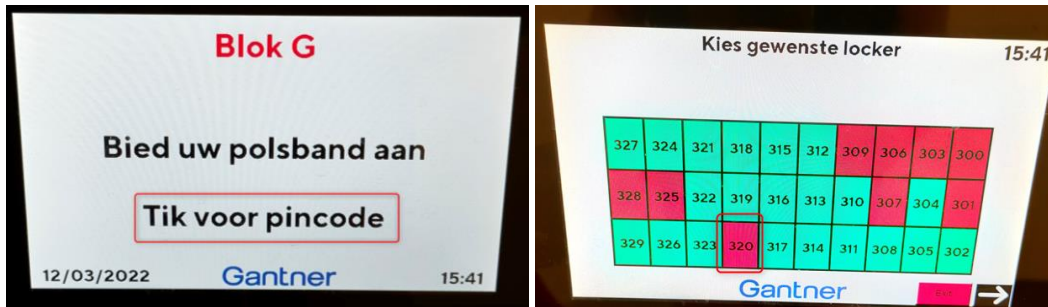 Blok G
Bied uw polsband aan
Tik voor pincode
12/03/2022 Gantner 15:41
Kies gewenste locker 15:41
327 324 321 318 315 312 309 306 303 300
328 325 322 319 316 313 310 307 304 301
329 326 323 320 317 314 311 308 305 302
Gantner